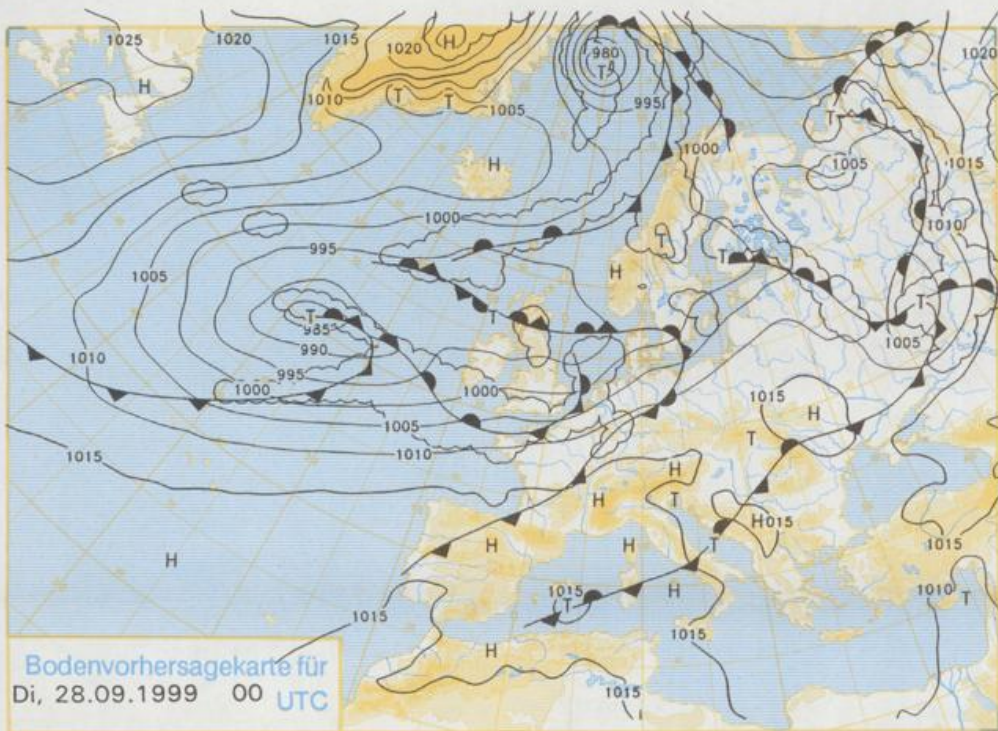 1025 1020 1015 1020 H 980 T 1020
H 1010 T T 1005 995
H 1000 T 1005 1015
1000 T 1010
995 T H
1005 T T
T 985 1005
990
1010 995 1000 1015 H
1000 1005 T
1015 1010 H
H T H 1015
H H H T 1015
1015 T H 1010 T
1015 1015
H
1015
Bodenvorhersagekarte für
Di, 28.09.1999 00 UTC